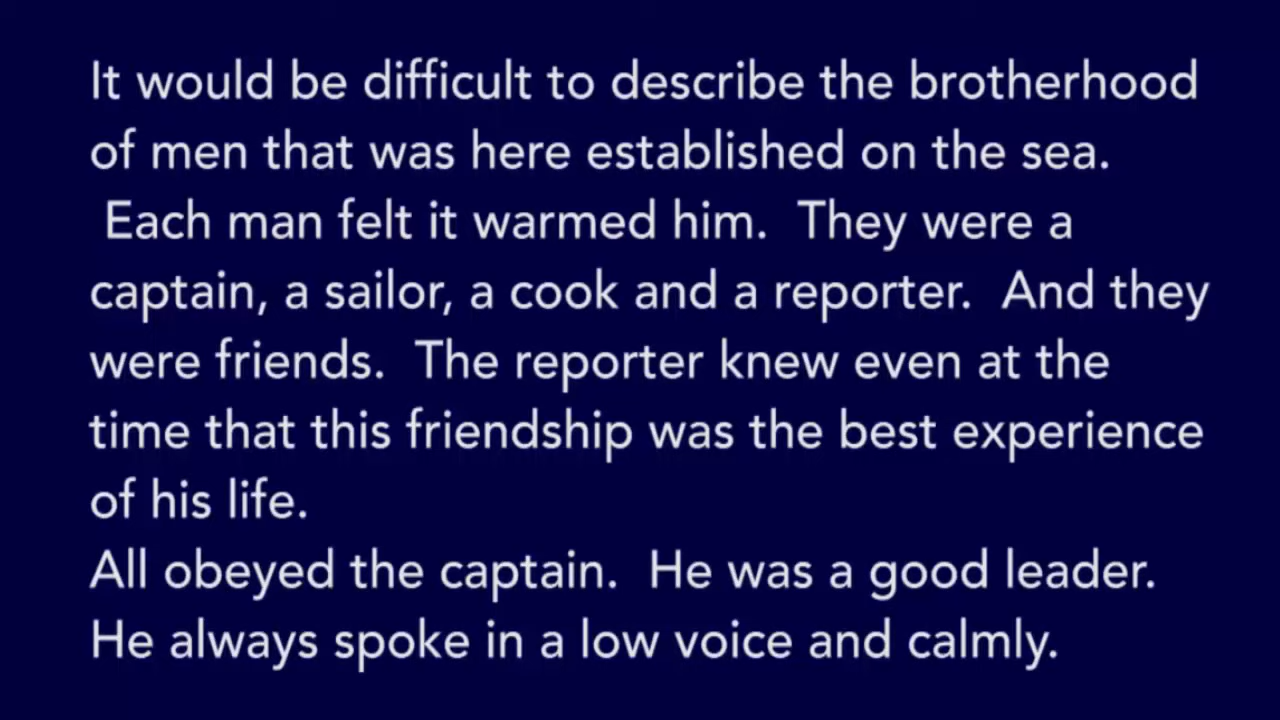 It would be difficult to describe the brotherhood
of men that was here established on the sea.
Each man felt it warmed him.  They were a
captain, a sailor, a cook and a reporter.  And they
were friends.  The reporter knew even at the
time that this friendship was the best experience
of his life.
All obeyed the captain.  He was a good leader.
He always spoke in a low voice and calmly.